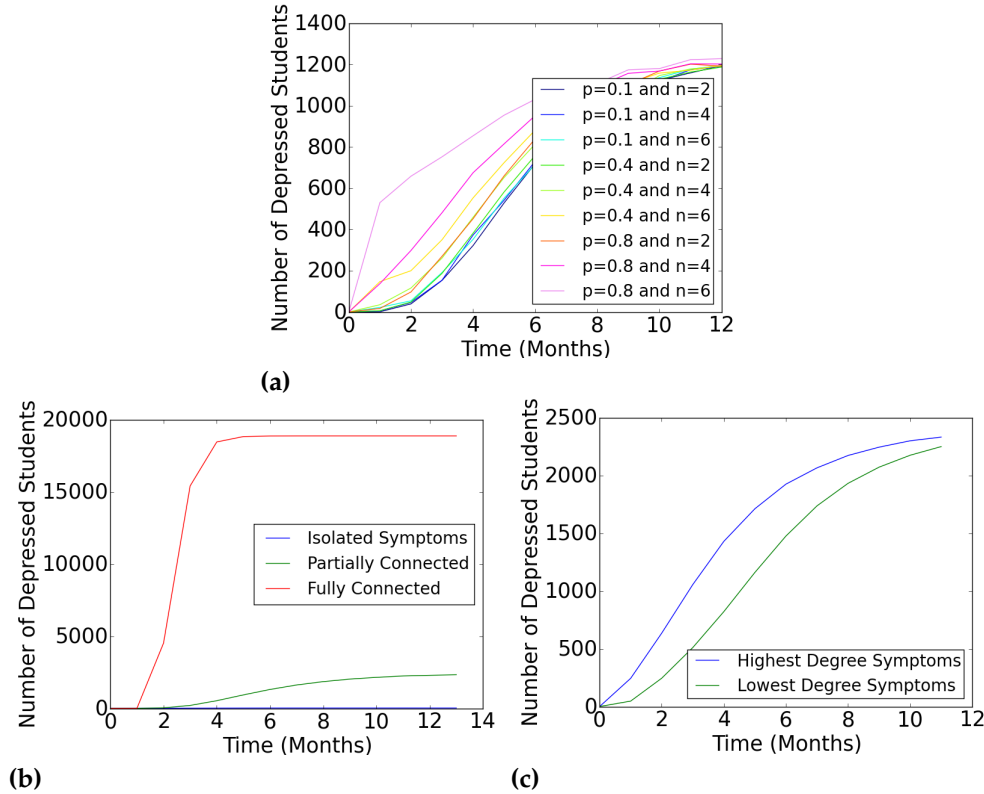 1400
1200
1000
800
600
400
200
0
Number of Depressed Students
p=0.1 and n=2
p=0.1 and n=4
p=0.1 and n=6
p=0.4 and n=2
p=0.4 and n=4
p=0.4 and n=6
p=0.8 and n=2
p=0.8 and n=4
p=0.8 and n=6
0 2 4 6 8 10 12
Time (Months)
(a)
20000
15000
10000
5000
0
Number of Depressed Students
Isolated Symptoms
Partially Connected
Fully Connected
0 2 4 6 8 10 12 14
Time (Months)
(b)
2500
2000
1500
1000
500
0
Number of Depressed Students
Highest Degree Symptoms
Lowest Degree Symptoms
0 2 4 6 8 10 12
Time (Months)
(c)